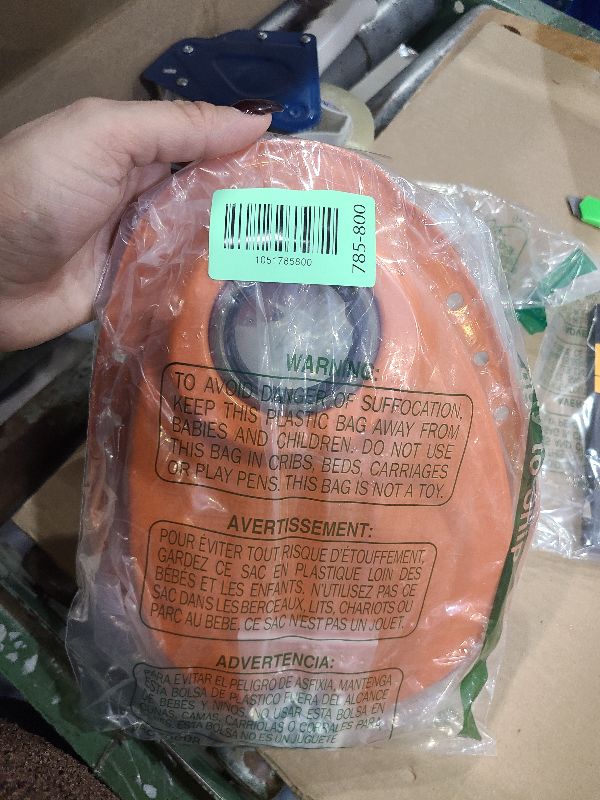 1051785800
785-800
WARNING:
TO AVOID DANGER OF SUFFOCATION,
KEEP THIS PLASTIC BAG AWAY FROM
BABIES AND CHILDREN. DO NOT USE
THIS BAG IN CRIBS, BEDS, CARRIAGES
OR PLAY PENS. THIS BAG IS NOT A TOY.
AVERTISSEMENT:
POUR ÉVITER TOUT RISQUE D'ÉTOUFFEMENT,
GARDEZ CE SAC EN PLASTIQUE LOIN DES
BÉBÉS ET LES ENFANTS. N'UTILISEZ PAS CE
SAC DANS LES BERCEAUX, LITS, CHARIOTS OU
PARC AU BEBE. CE SAC N'EST PAS UN JOUET.
ADVERTENCIA:
PARA EVITAR EL PELIGRO DE ASFIXIA, MANTENGA
ESTA BOLSA DE PLASTICO FUERA DEL ALCANCE
DE BEBES Y NIÑOS. NO USAR ESTA BOLSA EN
CUNAS, CAMAS, CARRIOLAS O CORRALES PARA
BEBES. ESTA BOLSA NO ES UN JUGUETE